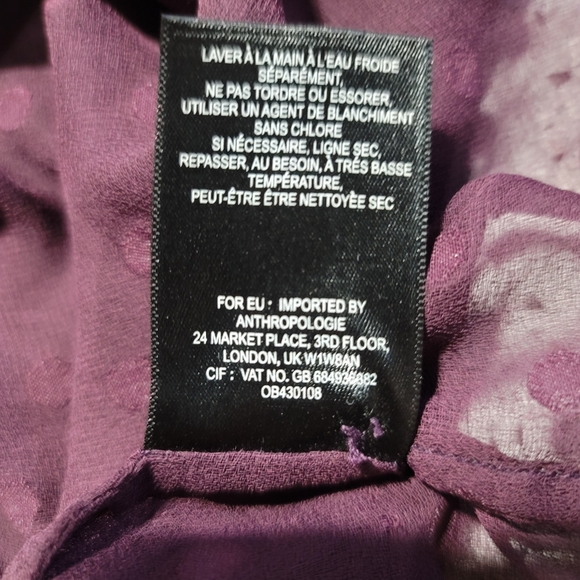 LAVER À LA MAIN À L'EAU FROIDE
SÉPARÉMENT,
NE PAS TORDRE OU ESSORER,
UTILISER UN AGENT DE BLANCHIMENT
SANS CHLORE
SI NÉCESSAIRE, LIGNE SEC,
REPASSER, AU BESOIN, À TRÉS BASSE
TEMPÉRATURE,
PEUT-ÊTRE ÊTRE NETTOYÉE SEC
FOR EU : IMPORTED BY
ANTHROPOLOGIE
24 MARKET PLACE, 3RD FLOOR,
LONDON, UK W1W8AN
CIF : VAT NO. GB 684936682
OB430108